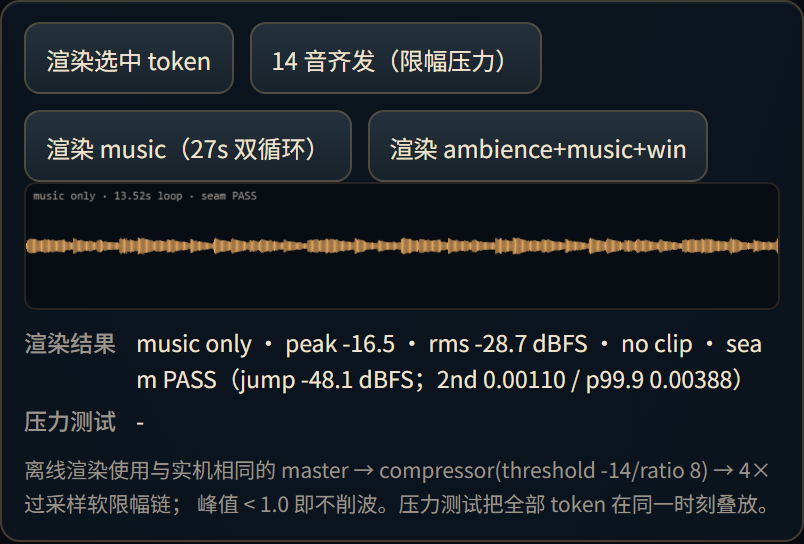 渲染选中 token
14 音齐发（限幅压力）
渲染 music（27s 双循环）
渲染 ambience+music+win
music only · 13.52s loop · seam PASS
渲染结果 music only · peak -16.5 · rms -28.7 dBFS · no clip · sea
m PASS（jump -48.1 dBFS；2nd 0.00110 / p99.9 0.00388）
压力测试 -
离线渲染使用与实机相同的 master → compressor(threshold -14/ratio 8) → 4×
过采样软限幅链； 峰值 < 1.0 即不削波。压力测试把全部 token 在同一时刻叠放。